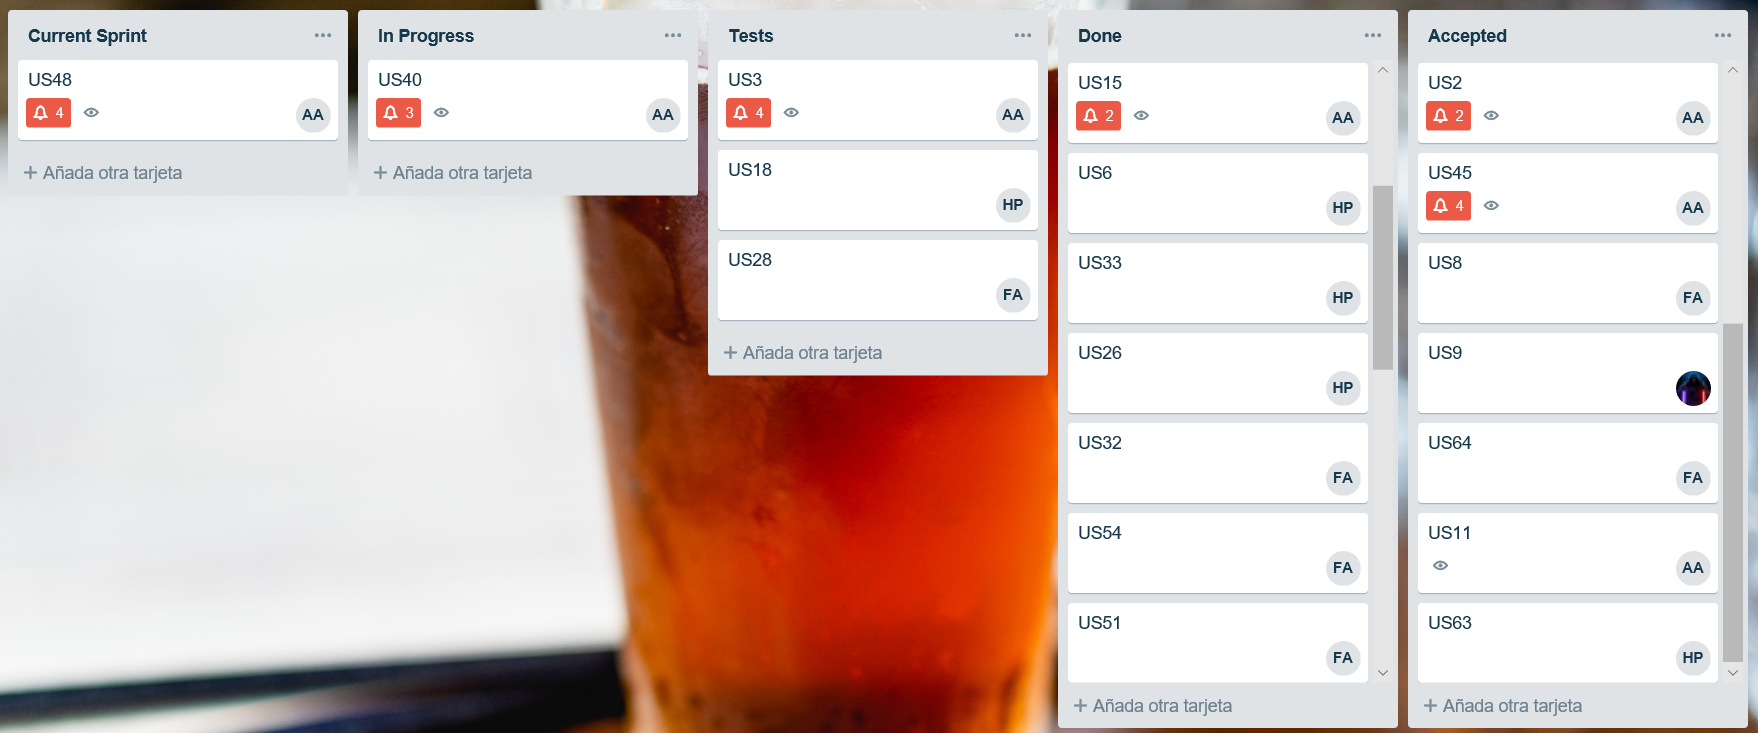 Current Sprint
US48
4
AA
+ Añada otra tarjeta
In Progress
US40
3
AA
+ Añada otra tarjeta
Tests
US3
4
AA
US18
HP
US28
FA
+ Añada otra tarjeta
Done
US15
2
AA
US6
HP
US33
HP
US26
HP
US32
FA
US54
FA
US51
FA
+ Añada otra tarjeta
Accepted
US2
2
AA
US45
4
AA
US8
FA
US9
US64
FA
US11
AA
US63
HP
+ Añada otra tarjeta